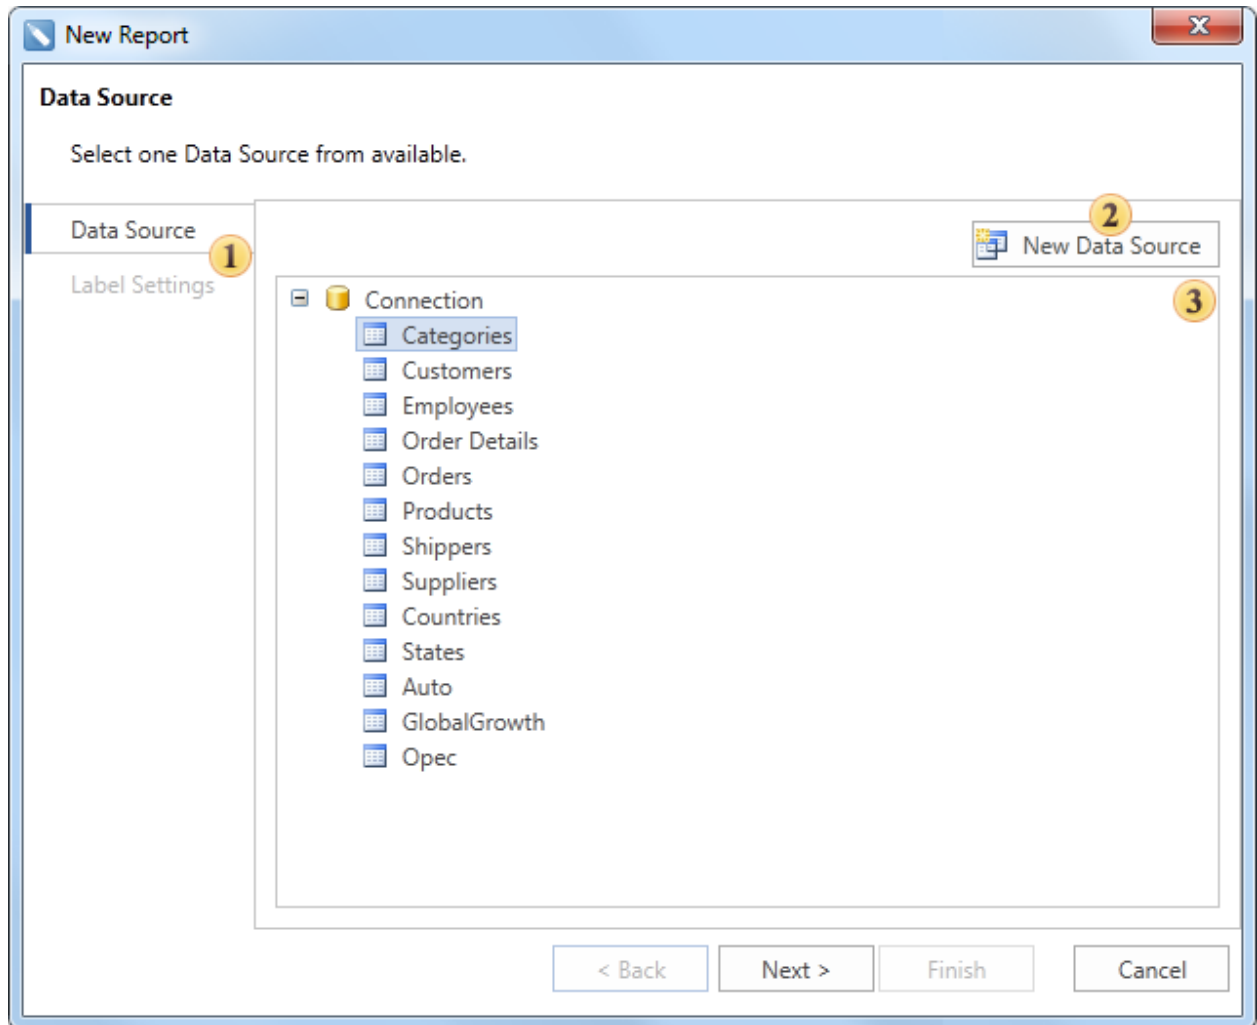 New Report
Data Source
Select one Data Source from available.
Data Source
1
Label Settings
2
New Data Source
3
Connection
Categories
Customers
Employees
Order Details
Orders
Products
Shippers
Suppliers
Countries
States
Auto
GlobalGrowth
Opec
< Back
Next >
Finish
Cancel